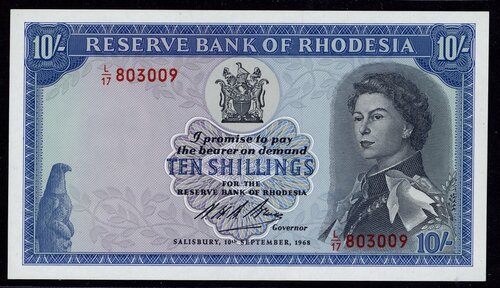 10/- RESERVE BANK OF RHODESIA 10/-
L/17 803009
I promise to pay
the bearer on demand
TEN SHILLINGS
FOR THE
RESERVE BANK OF RHODESIA
Governor
SALISBURY, 10TH SEPTEMBER, 1968
L/17 803009
10/-